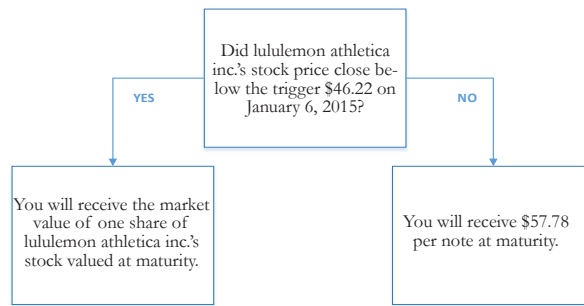 Did lululemon athletica
inc.'s stock price close be-
low the trigger $46.22 on
January 6, 2015?
YES
NO
You will receive the market
value of one share of
lululemon athletica inc.'s
stock valued at maturity.
You will receive $57.78
per note at maturity.